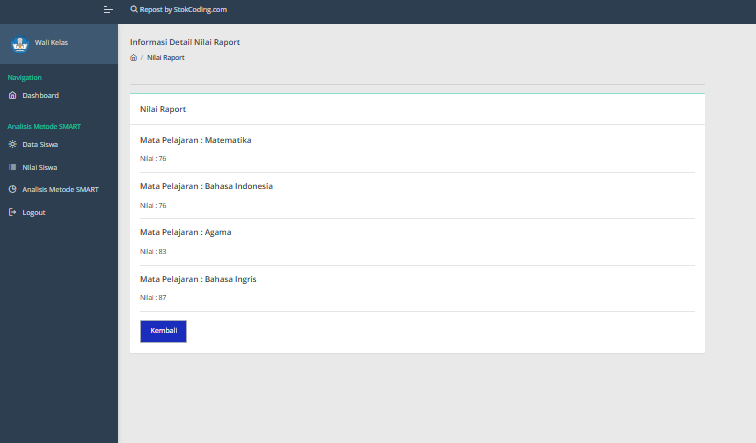 Repost by StokCoding.com
Wali Kelas
Navigation
Dashboard
Analisis Metode SMART
Data Siswa
Nilai Siswa
Analisis Metode SMART
Logout
Informasi Detail Nilai Raport
/ Nilai Raport
Nilai Raport
Mata Pelajaran : Matematika
Nilai : 76
Mata Pelajaran : Bahasa Indonesia
Nilai : 76
Mata Pelajaran : Agama
Nilai : 83
Mata Pelajaran : Bahasa Ingris
Nilai : 87
Kembali